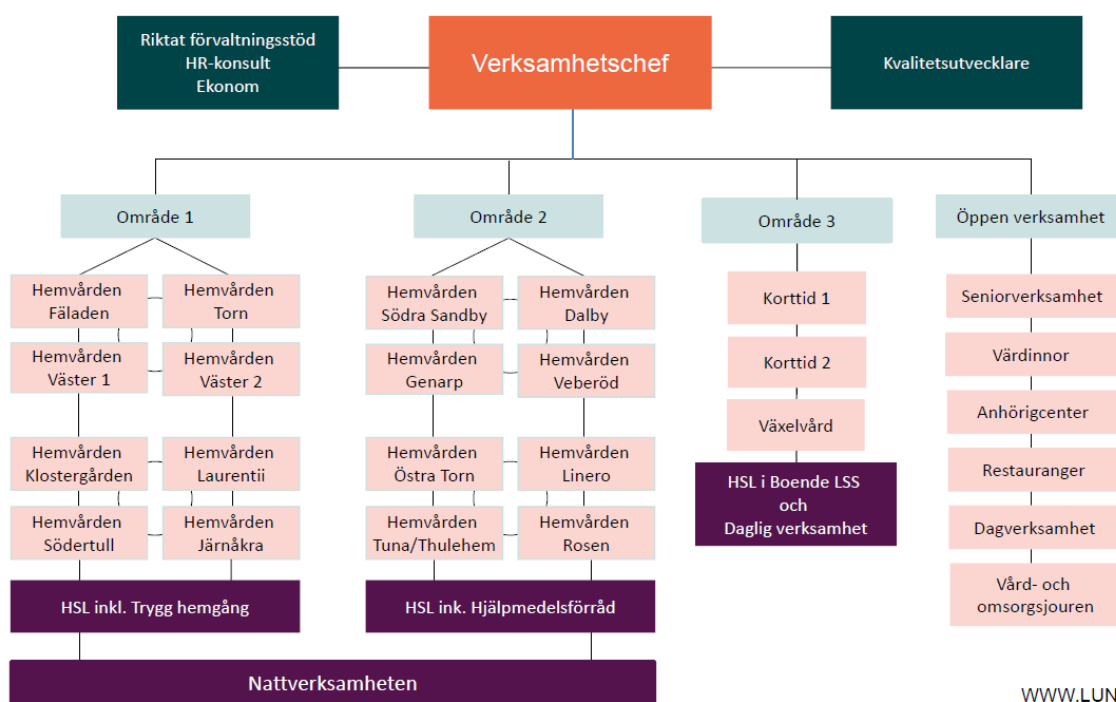 Riktat förvaltningsstöd
HR-konsult
Ekonom
Verksamhetschef
Kvalitetsutvecklare
Område 1
Område 2
Område 3
Öppen verksamhet
Hemvården
Fäladen
Hemvården
Torn
Hemvården
Väster 1
Hemvården
Väster 2
Hemvården
Klostergården
Hemvården
Laurentii
Hemvården
Södertull
Hemvården
Järnåkra
HSL inkl. Trygg hemgång
Hemvården
Södra Sandby
Hemvården
Dalby
Hemvården
Genarp
Hemvården
Veberöd
Hemvården
Östra Torn
Hemvården
Linero
Hemvården
Tuna/Thulehem
Hemvården
Rosen
HSL ink. Hjälpmedelsförråd
Nattverksamheten
Korttid 1
Korttid 2
Växelvård
HSL i Boende LSS
och
Daglig verksamhet
Seniorverksamhet
Värdinnor
Anhörigcenter
Restauranger
Dagverksamhet
Vård- och
omsorgsjouren
WWW.LUN